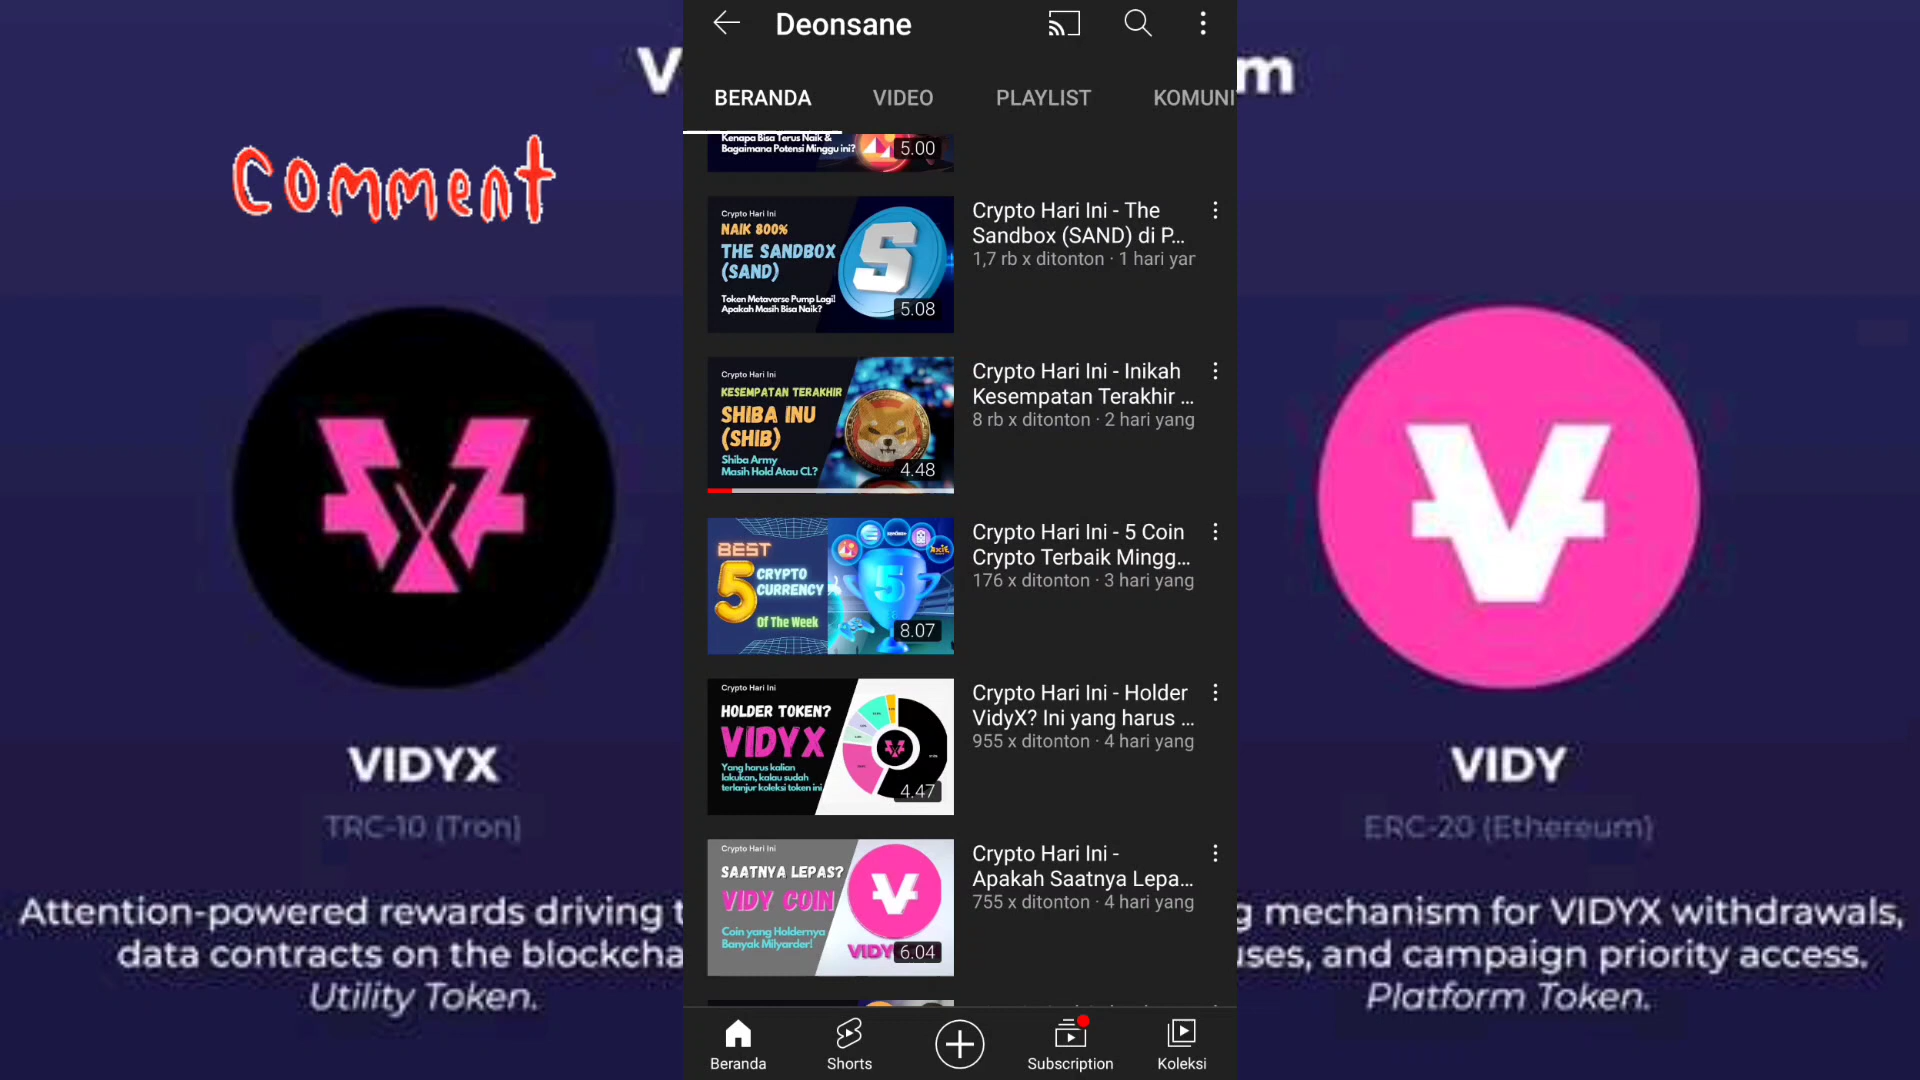 Deonsane
BERANDA VIDEO PLAYLIST KOMUNI
V
m
comment
Kenapa Bisa Terus Naik &
Bagaimana Potensi Minggu ini?
5.00
Crypto Hari Ini
NAIK 800%
THE SANDBOX
(SAND)
Token Metaverse Pump Lagi!
Apakah Masih Bisa Naik?
5.08
Crypto Hari Ini - The
Sandbox (SAND) di P...
1,7 rb x ditonton · 1 hari yar
Crypto Hari Ini
KESEMPATAN TERAKHIR
SHIBA INU
(SHIB)
Shiba Army
Masih Hold Atau CL?
4.48
Crypto Hari Ini - Inikah
Kesempatan Terakhir ...
8 rb x ditonton · 2 hari yang
BEST
5 CRYPTO
CURRENCY
Of The Week
5
8.07
Crypto Hari Ini - 5 Coin
Crypto Terbaik Mingg...
176 x ditonton · 3 hari yang
Crypto Hari Ini
HOLDER TOKEN?
VIDYX
Yang harus kalian
lakukan, kalau sudah
terlanjur koleksi token ini
4.47
Crypto Hari Ini - Holder
VidyX? Ini yang harus ...
955 x ditonton · 4 hari yang
Crypto Hari Ini
SAATNYA LEPAS?
VIDY COIN
Coin yang Holdernya
Banyak Milyarder!
VIDY
6.04
Crypto Hari Ini -
Apakah Saatnya Lepa...
755 x ditonton · 4 hari yang
Beranda Shorts Subscription Koleksi
VIDYX
TRC-10 (Tron)
Attention-powered rewards driving t
data contracts on the blockcha
Utility Token.
VIDY
ERC-20 (Ethereum)
g mechanism for VIDYX withdrawals,
uses, and campaign priority access.
Platform Token.